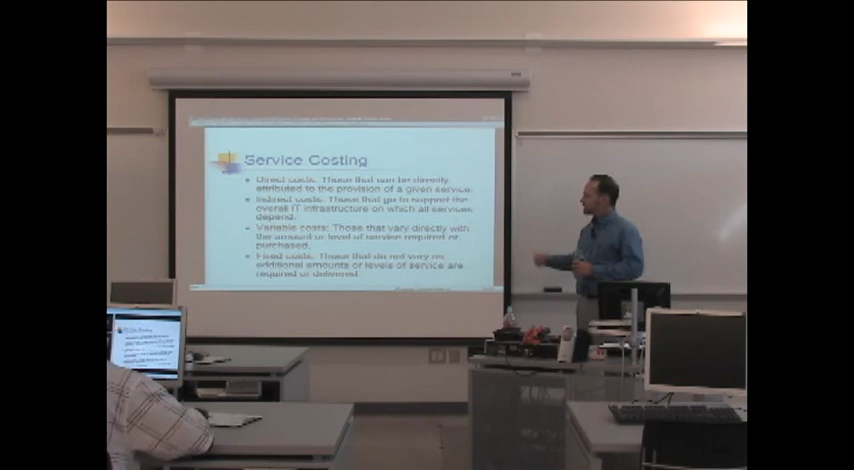 Service Costing
Direct costs: Those that can be directly
attributed to the provision of a given service.
Indirect costs: Those that go to support the
overall IT infrastructure on which all services
depend.
Variable costs: Those that vary directly with
the amount or level of service required or
purchased.
Fixed costs: Those that do not vary as
additional amounts or levels of service are
required or delivered